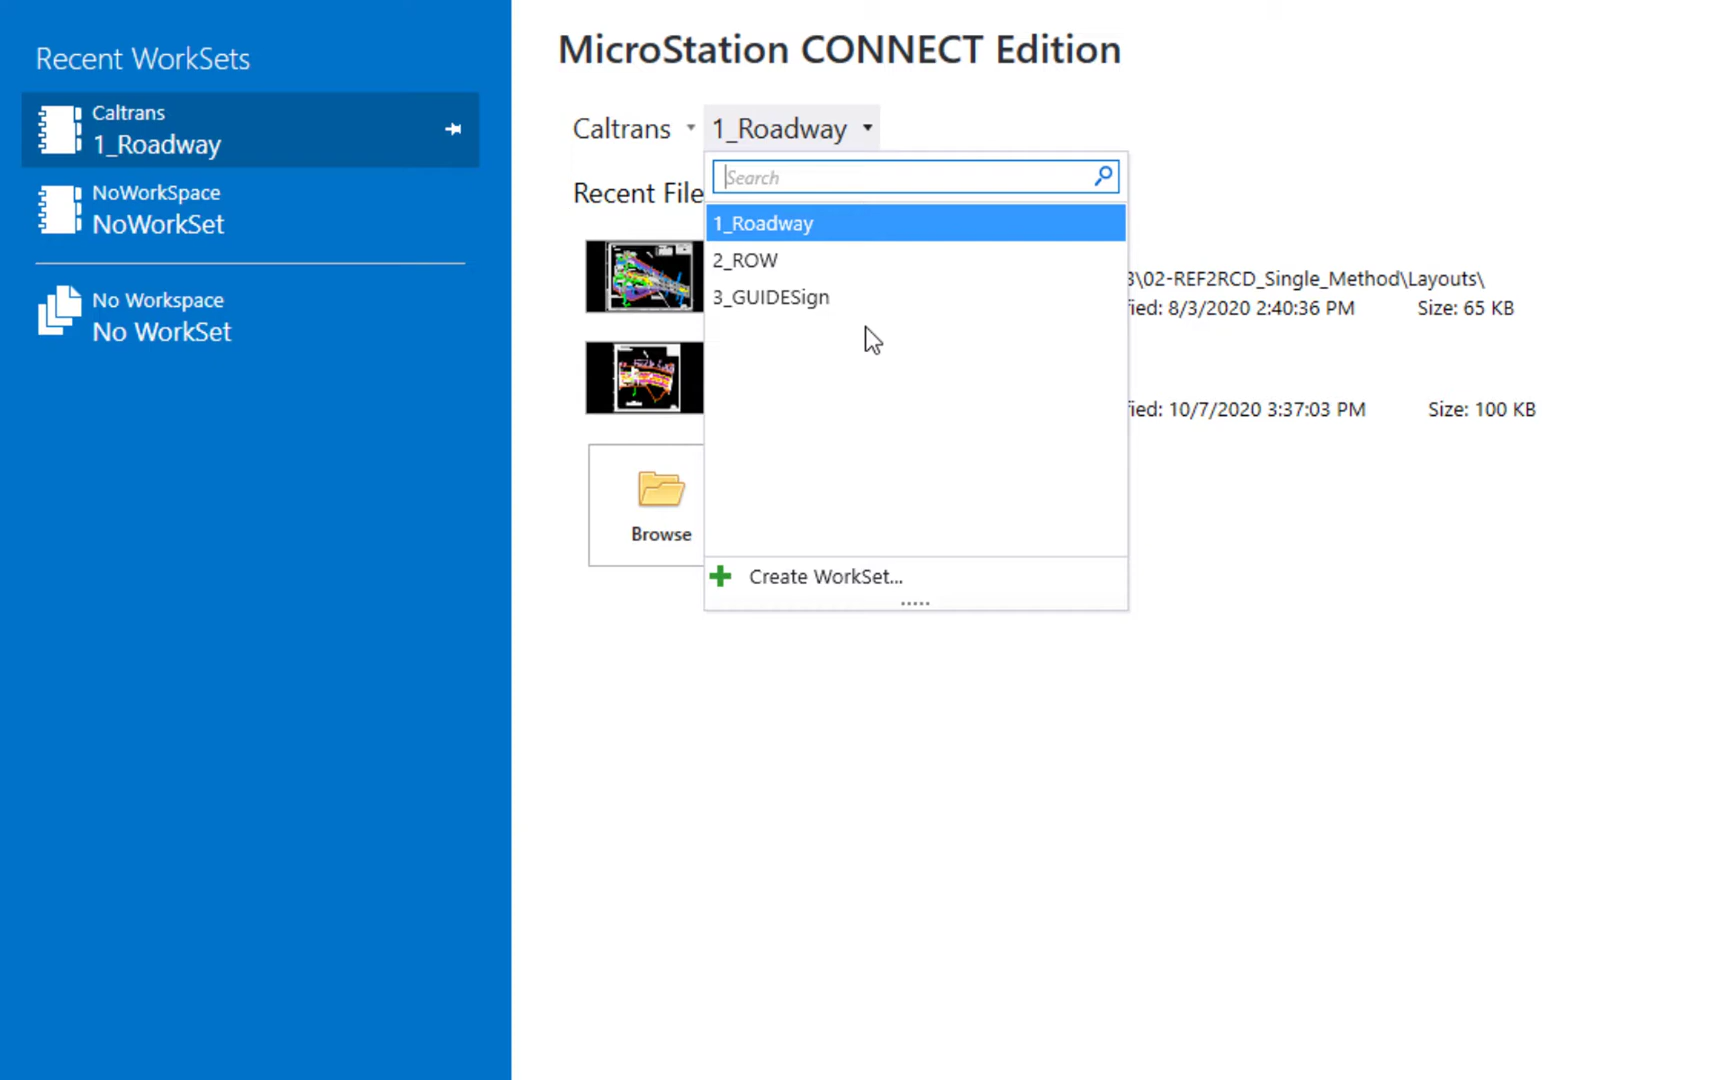 Recent WorkSets
Caltrans
1_Roadway
NoWorkSpace
NoWorkSet
No Workspace
No WorkSet
MicroStation CONNECT Edition
Caltrans 1_Roadway
Search
Recent File
1_Roadway
2_ROW
3_GUIDESign
\02-REF2RCD_Single_Method\Layouts\
fied: 8/3/2020 2:40:36 PM Size: 65 KB
fied: 10/7/2020 3:37:03 PM Size: 100 KB
Browse
Create WorkSet...